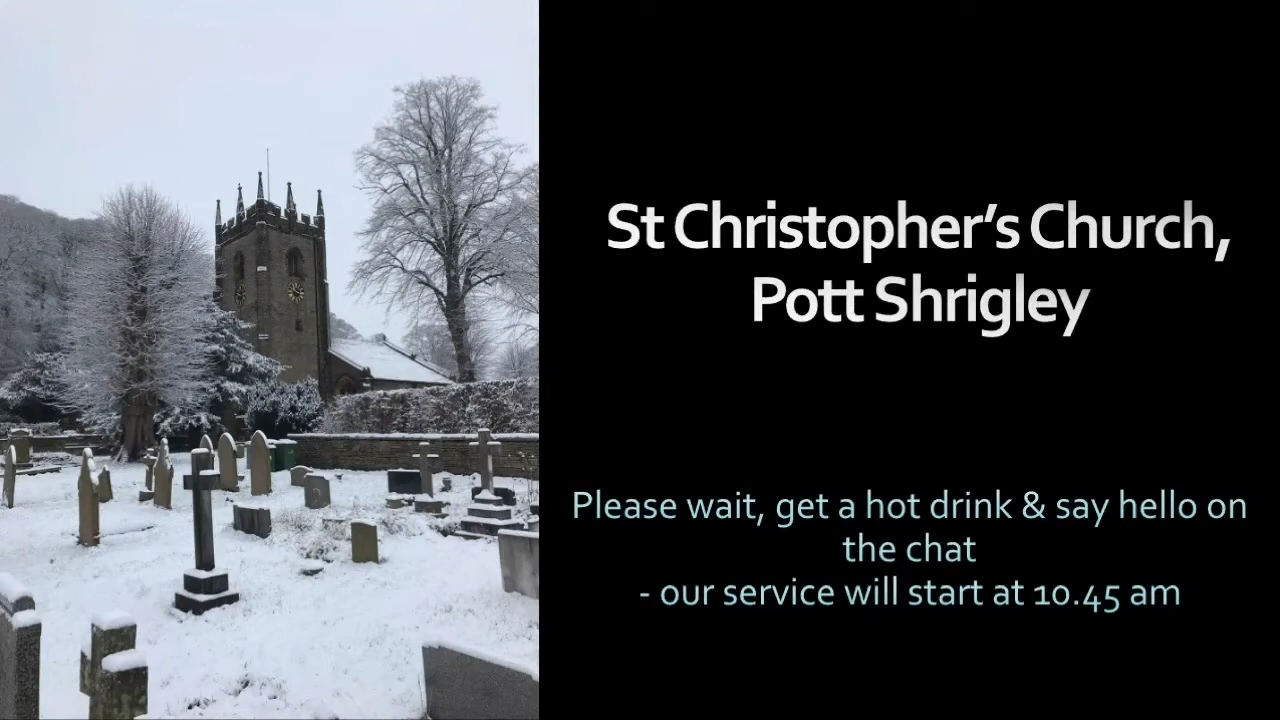 St Christopher’s Church,
Pott Shrigley
Please wait, get a hot drink & say hello on
the chat
- our service will start at 10.45 am